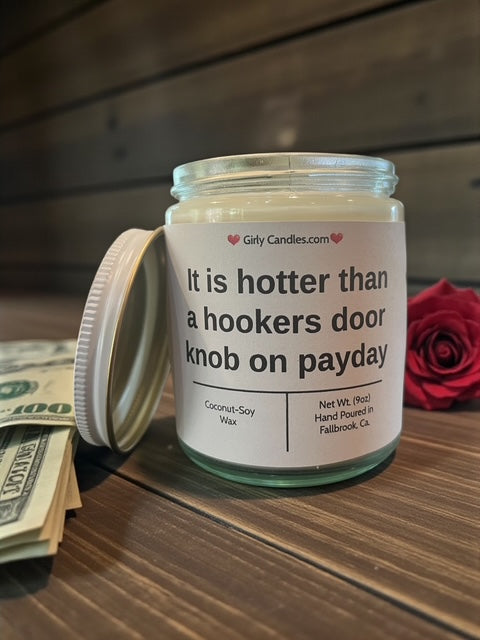 Girly Candles.com
It is hotter than
a hookers door
knob on payday
Coconut-Soy
Wax
Net Wt. (9oz)
Hand Poured in
Fallbrook, Ca.
100